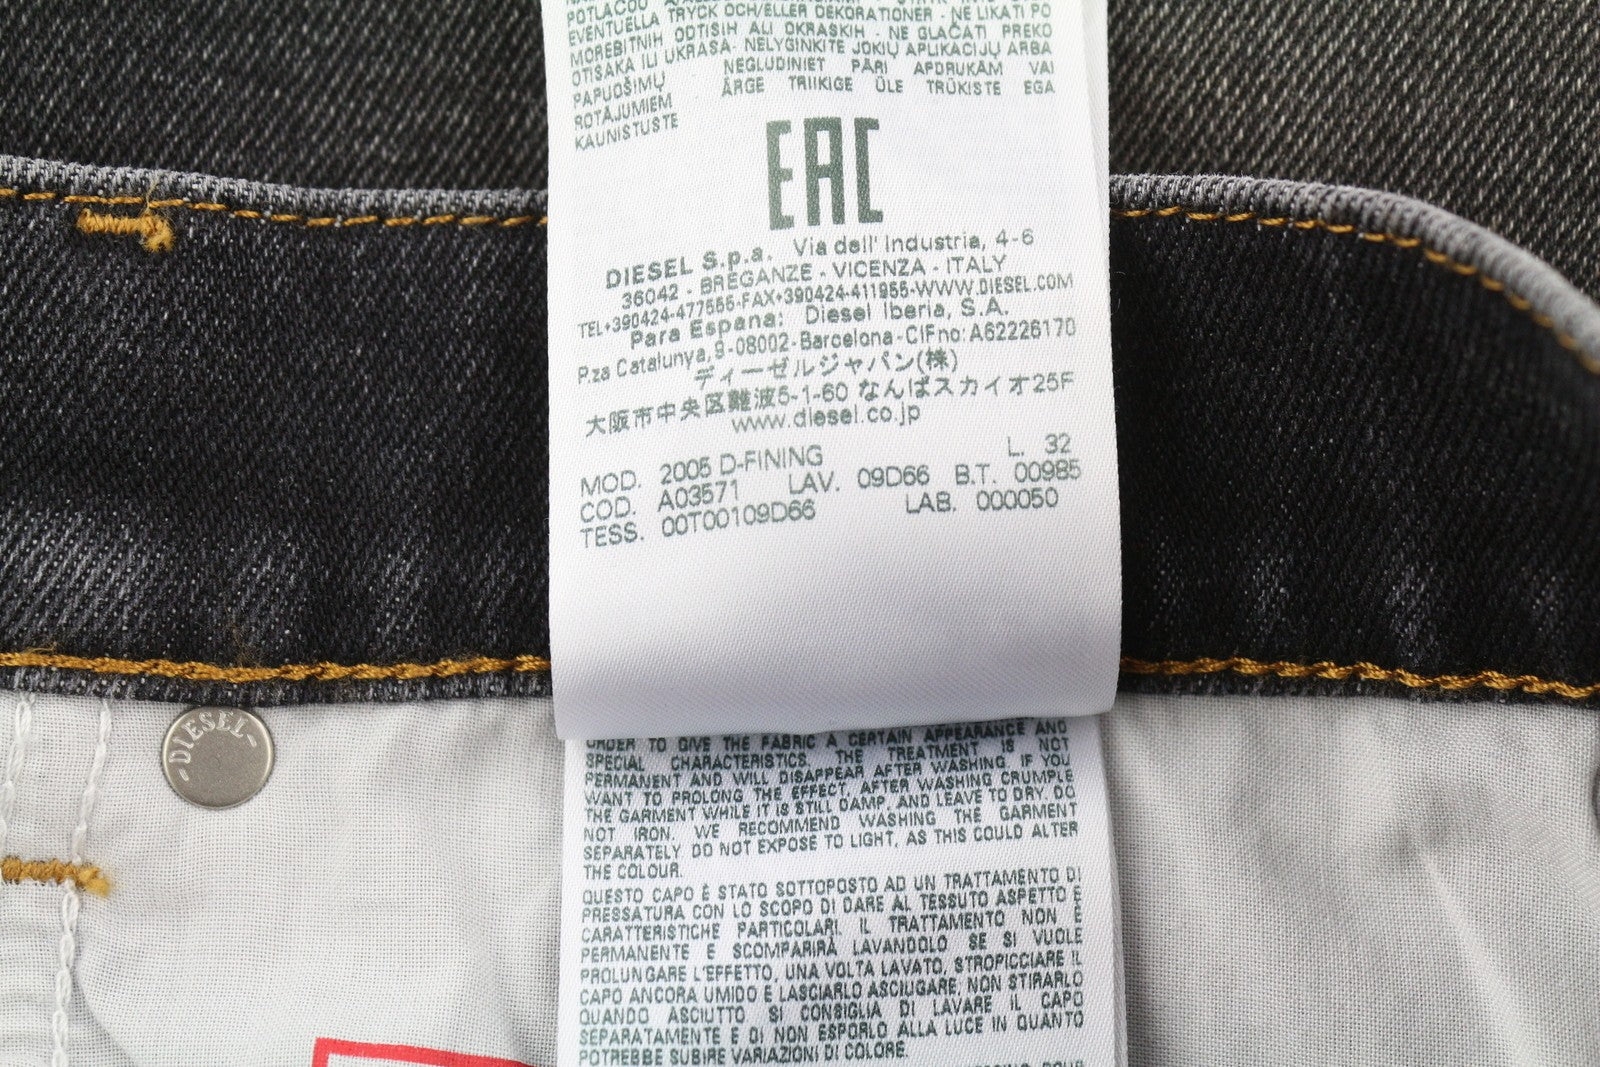 EVENTUELLA TRYCK OCH/ELLER DEKORATIONER - NE LIKATI PO
MOREBITNIH ODTISIH ALI OKRASKIH - NE GLAČATI PREKO
OTISAKA ILI UKRASA - NELYGINKITE JOKIŲ APLIKACIJŲ ARBA
PAPUOŠIMŲ NEGLUDINIET PĀRI APDRUKĀM VAI
ROTĀJUMIEM ÄRGE TRIIKIGE ÜLE TRÜKISTE EGA
KAUNISTUSTE
EAC
DIESEL S.p.a. Via dell' Industria, 4-6
36042 - BREGANZE - VICENZA - ITALY
TEL+390424-477555-FAX+390424-411955-WWW.DIESEL.COM
Para Espana: Diesel Iberia, S.A.
P.za Catalunya, 9-08002-Barcelona-CIFno: A62226170
ディーゼルジャパン(株)
大阪市中央区難波5-1-60 なんばスカイオ25F
www.diesel.co.jp
MOD. 2005 D-FINING L. 32
COD. A03571 LAV. 09D66 B.T. 00985
TESS. 00T00109D66 LAB. 000050
-DIESEL-
ORDER TO GIVE THE FABRIC A CERTAIN APPEARANCE AND
SPECIAL CHARACTERISTICS. THE TREATMENT IS NOT
PERMANENT AND WILL DISAPPEAR AFTER WASHING. IF YOU
WANT TO PROLONG THE EFFECT, AFTER WASHING CRUMPLE
THE GARMENT WHILE IT IS STILL DAMP, AND LEAVE TO DRY. DO
NOT IRON. WE RECOMMEND WASHING THE GARMENT
SEPARATELY DO NOT EXPOSE TO LIGHT, AS THIS COULD ALTER
THE COLOUR.
QUESTO CAPO È STATO SOTTOPOSTO AD UN TRATTAMENTO DI
PRESSATURA CON LO SCOPO DI DARE AL TESSUTO ASPETTO E
CARATTERISTICHE PARTICOLARI. IL TRATTAMENTO NON È
PERMANENTE E SCOMPARIRÀ LAVANDOLO SE SI VUOLE
PROLUNGARE L'EFFETTO, UNA VOLTA LAVATO, STROPICCIARE IL
CAPO ANCORA UMIDO E LASCIARLO ASCIUGARE, NON STIRARLO
QUANDO ASCIUTTO SI CONSIGLIA DI LAVARE IL CAPO
SEPARATAMENTE E DI NON ESPORLO ALLA LUCE IN QUANTO
POTREBBE SUBIRE VARIAZIONI DI COLORE.